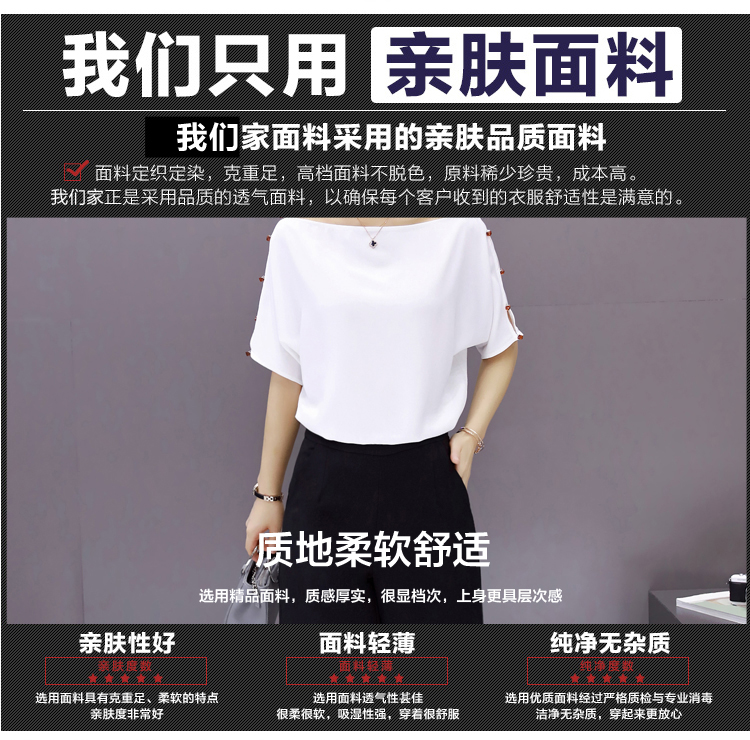 我们只用 亲肤面料
我们家面料采用的亲肤品质面料
面料定织定染，克重足，高档面料不脱色，原料稀少珍贵，成本高。
我们家正是采用品质的透气面料，以确保每个客户收到的衣服舒适性是满意的。
质地柔软舒适
选用精品面料，质感厚实，很显档次，上身更具层次感
亲肤性好
亲肤度数
★★★★★
选用面料具有克重足、柔软的特点
亲肤度非常好
面料轻薄
面料轻薄
★★★★★
选用面料透气性甚佳
很柔很软，吸湿性强，穿着很舒服
纯净无杂质
纯净度数
★★★★★
选用优质面料经过严格质检与专业消毒
洁净无杂质，穿起来更放心